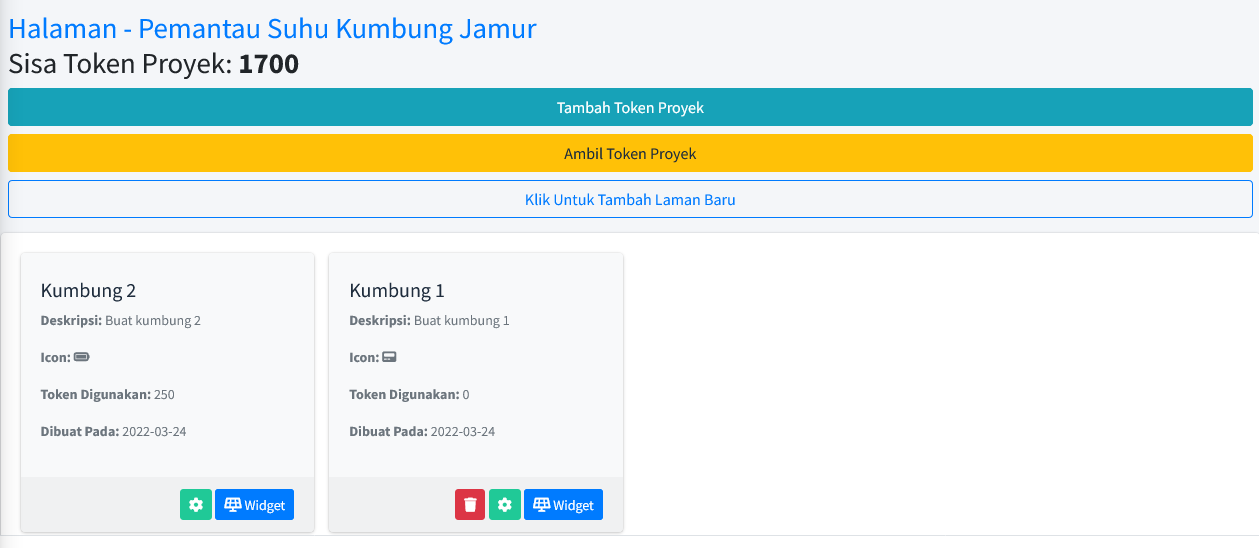 Halaman - Pemantau Suhu Kumbung Jamur
Sisa Token Proyek: 1700
Tambah Token Proyek
Ambil Token Proyek
Klik Untuk Tambah Laman Baru
Kumbung 2
Deskripsi: Buat kumbung 2
Icon:
Token Digunakan: 250
Dibuat Pada: 2022-03-24
Widget
Kumbung 1
Deskripsi: Buat kumbung 1
Icon:
Token Digunakan: 0
Dibuat Pada: 2022-03-24
Widget